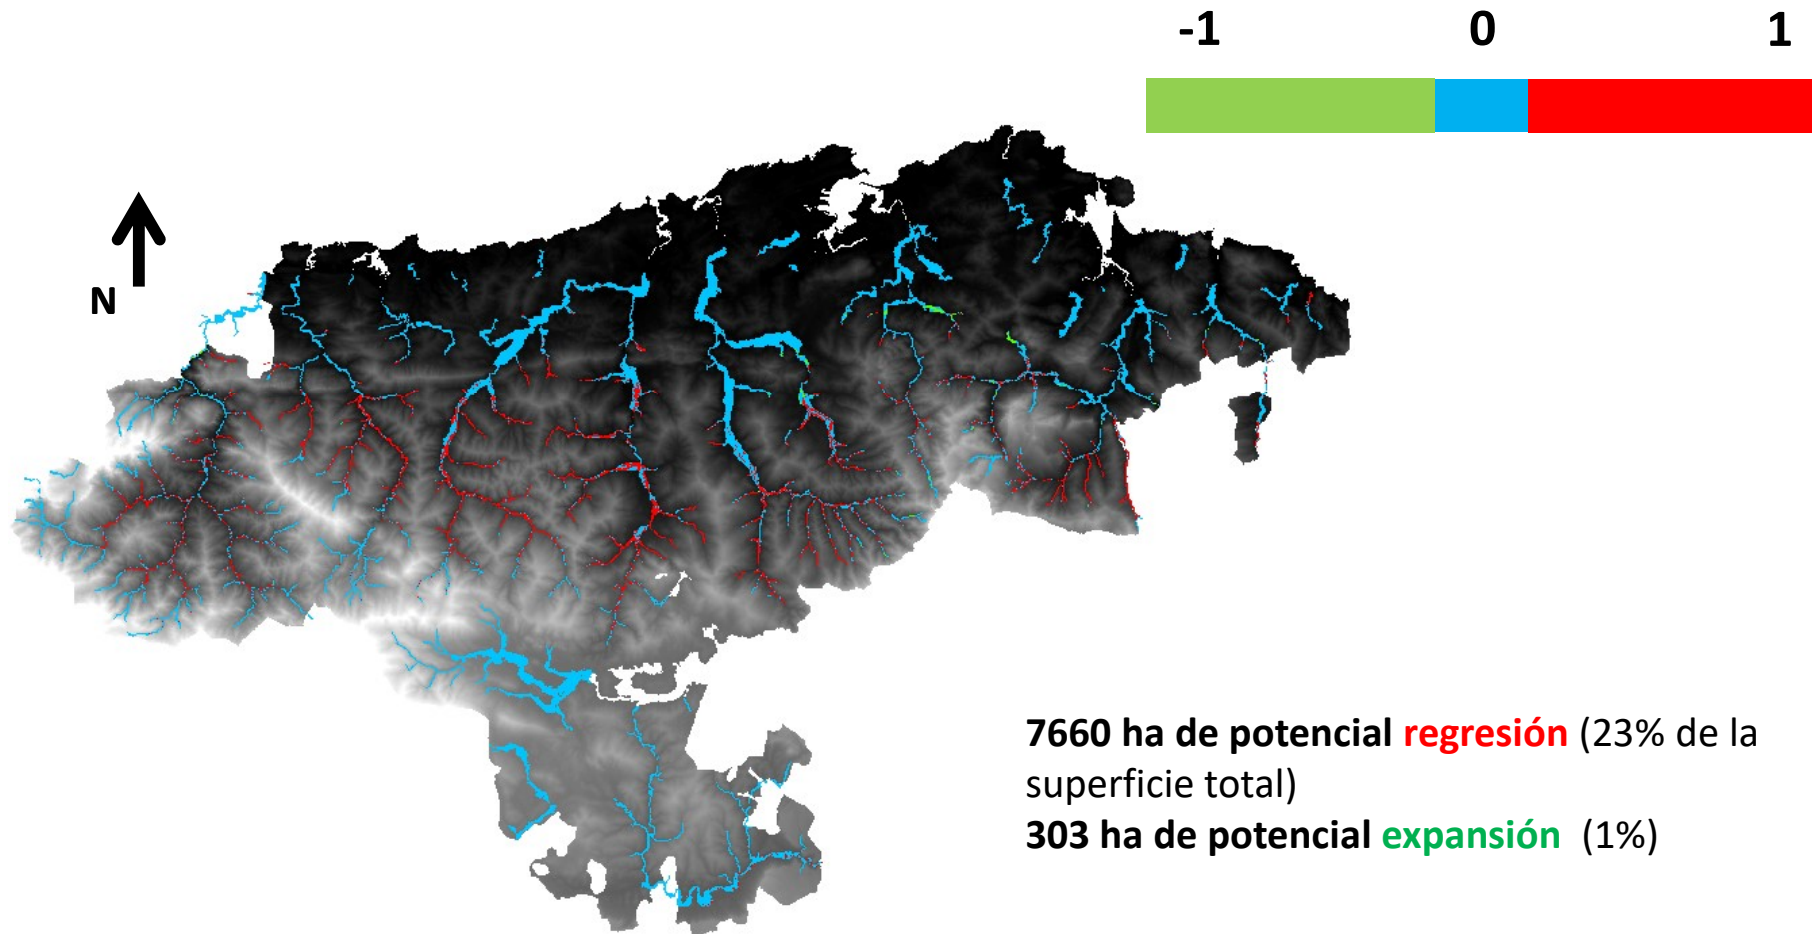 -1 0 1
N
7660 ha de potencial regresión (23% de la
superficie total)
303 ha de potencial expansión (1%)